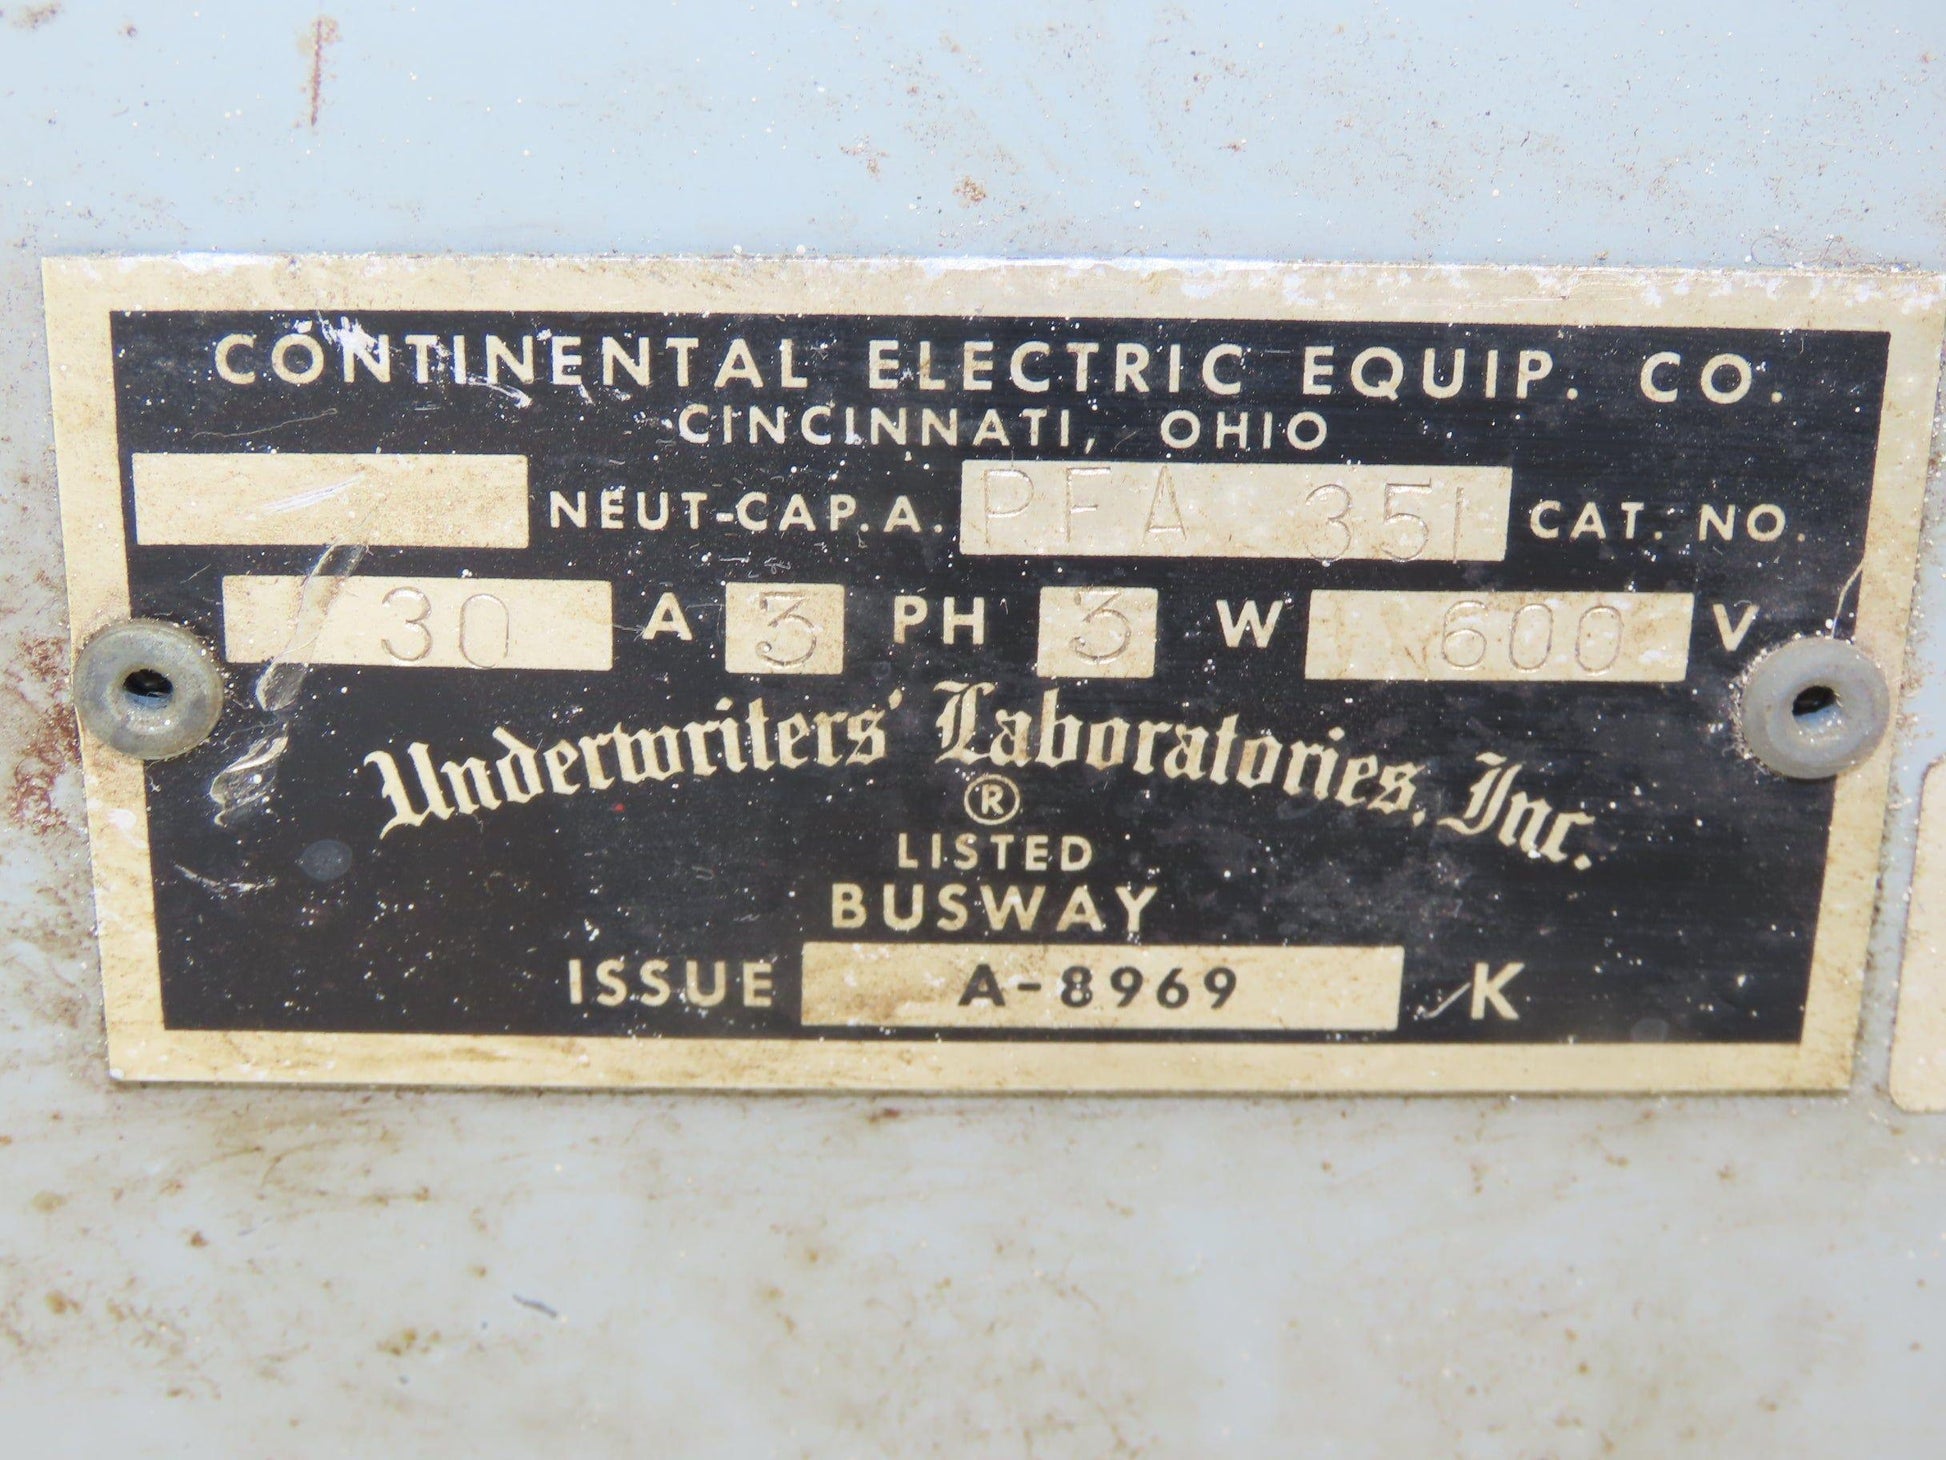 CONTINENTAL ELECTRIC EQUIP. CO.
CINCINNATI, OHIO
NEUT-CAP.A. PFA 351 CAT. NO.
30 A 3 PH 3 W 600 V
Underwriters' Laboratories, Inc.
®
LISTED
BUSWAY
ISSUE A-8969 K